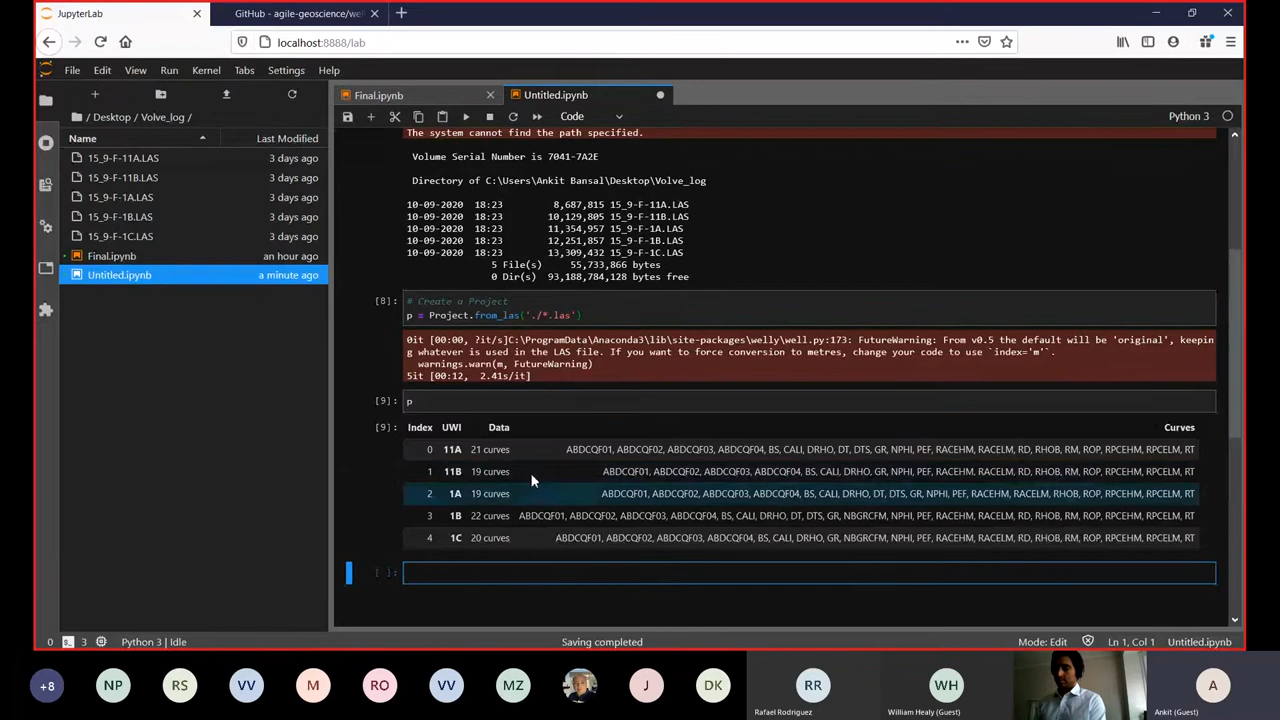 JupyterLab
GitHub - agile-geoscience/wel
localhost:8888/lab
File Edit View Run Kernel Tabs Settings Help
Final.ipynb
Untitled.ipynb
/ Desktop / Volve_log /
Code
Python 3
Name Last Modified
15_9-F-11A.LAS 3 days ago
15_9-F-11B.LAS 3 days ago
15_9-F-1A.LAS 3 days ago
15_9-F-1B.LAS 3 days ago
15_9-F-1C.LAS 3 days ago
Final.ipynb an hour ago
Untitled.ipynb a minute ago
The system cannot find the path specified.
Volume Serial Number is 7041-7A2E
Directory of C:\Users\Ankit Bansal\Desktop\Volve_log
10-09-2020 18:23 8,687,815 15_9-F-11A.LAS
10-09-2020 18:23 10,129,805 15_9-F-11B.LAS
10-09-2020 18:23 11,354,957 15_9-F-1A.LAS
10-09-2020 18:23 12,251,857 15_9-F-1B.LAS
10-09-2020 18:23 13,309,432 15_9-F-1C.LAS
5 File(s) 55,733,866 bytes
0 Dir(s) 93,188,784,128 bytes free
[8]: # Create a Project
p = Project.from_las('./*.las')
0it [00:00, ?it/s]C:\ProgramData\Anaconda3\lib\site-packages\welly\well.py:173: FutureWarning: From v0.5 the default will be 'original', keepin
g whatever is used in the LAS file. If you want to force conversion to metres, change your code to use `index='m'`.
warnings.warn(m, FutureWarning)
5it [00:12, 2.41s/it]
[9]: p
[9]: Index UWI Data Curves
0 11A 21 curves ABDCQF01, ABDCQF02, ABDCQF03, ABDCQF04, BS, CALI, DRHO, DT, DTS, GR, NPHI, PEF, RACEHM, RACELM, RD, RHOB, RM, ROP, RPCEHM, RPCELM, RT
1 11B 19 curves ABDCQF01, ABDCQF02, ABDCQF03, ABDCQF04, BS, CALI, DRHO, GR, NPHI, PEF, RACEHM, RACELM, RD, RHOB, RM, ROP, RPCEHM, RPCELM, RT
2 1A 19 curves ABDCQF01, ABDCQF02, ABDCQF03, ABDCQF04, BS, CALI, DRHO, DT, DTS, GR, NPHI, PEF, RACEHM, RACELM, RHOB, ROP, RPCEHM, RPCELM, RT
3 1B 22 curves ABDCQF01, ABDCQF02, ABDCQF03, ABDCQF04, BS, CALI, DRHO, DT, DTS, GR, NBGRCFM, NPHI, PEF, RACEHM, RACELM, RD, RHOB, RM, ROP, RPCEHM, RPCELM, RT
4 1C 20 curves ABDCQF01, ABDCQF02, ABDCQF03, ABDCQF04, BS, CALI, DRHO, GR, NBGRCFM, NPHI, PEF, RACEHM, RACELM, RD, RHOB, RM, ROP, RPCEHM, RPCELM, RT
[ ]:
0 3 Python 3 | Idle Saving completed Mode: Edit Ln 1, Col 1 Untitled.ipynb
+8 NP RS VV M RO VV MZ J DK RR WH A
Rafael Rodriguez William Healy (Guest) Ankit (Guest)